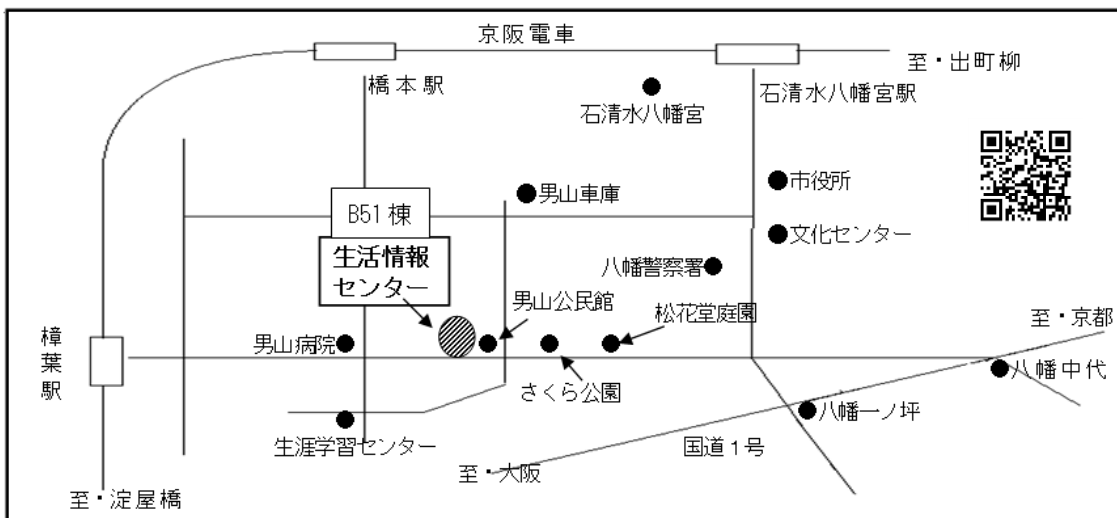 京阪電車
至・出町柳
橋本駅
石清水八幡宮駅
石清水八幡宮
市役所
男山車庫
B51棟
文化センター
生活情報
センター
八幡警察署
男山公民館
松花堂庭園
至・京都
樟葉駅
男山病院
八幡中代
さくら公園
八幡一ノ坪
生涯学習センター
国道1号
至・大阪
至・淀屋橋